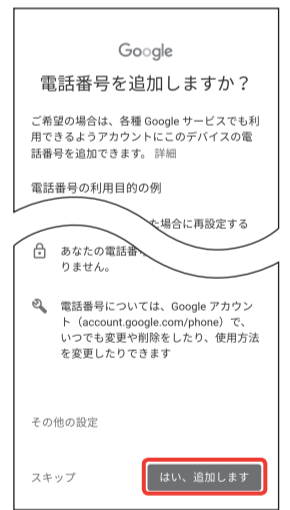 Google
電話番号を追加しますか？
ご希望の場合は、各種 Google サービスでも利
用できるようアカウントにこのデバイスの電
話番号を追加できます。 詳細
電話番号の利用目的の例
た場合に再設定する
あなたの電話番
りません。
電話番号については、Google アカウン
ト（account.google.com/phone）で、
いつでも変更や削除をしたり、使用方法
を変更したりできます
その他の設定
スキップ
はい、追加します